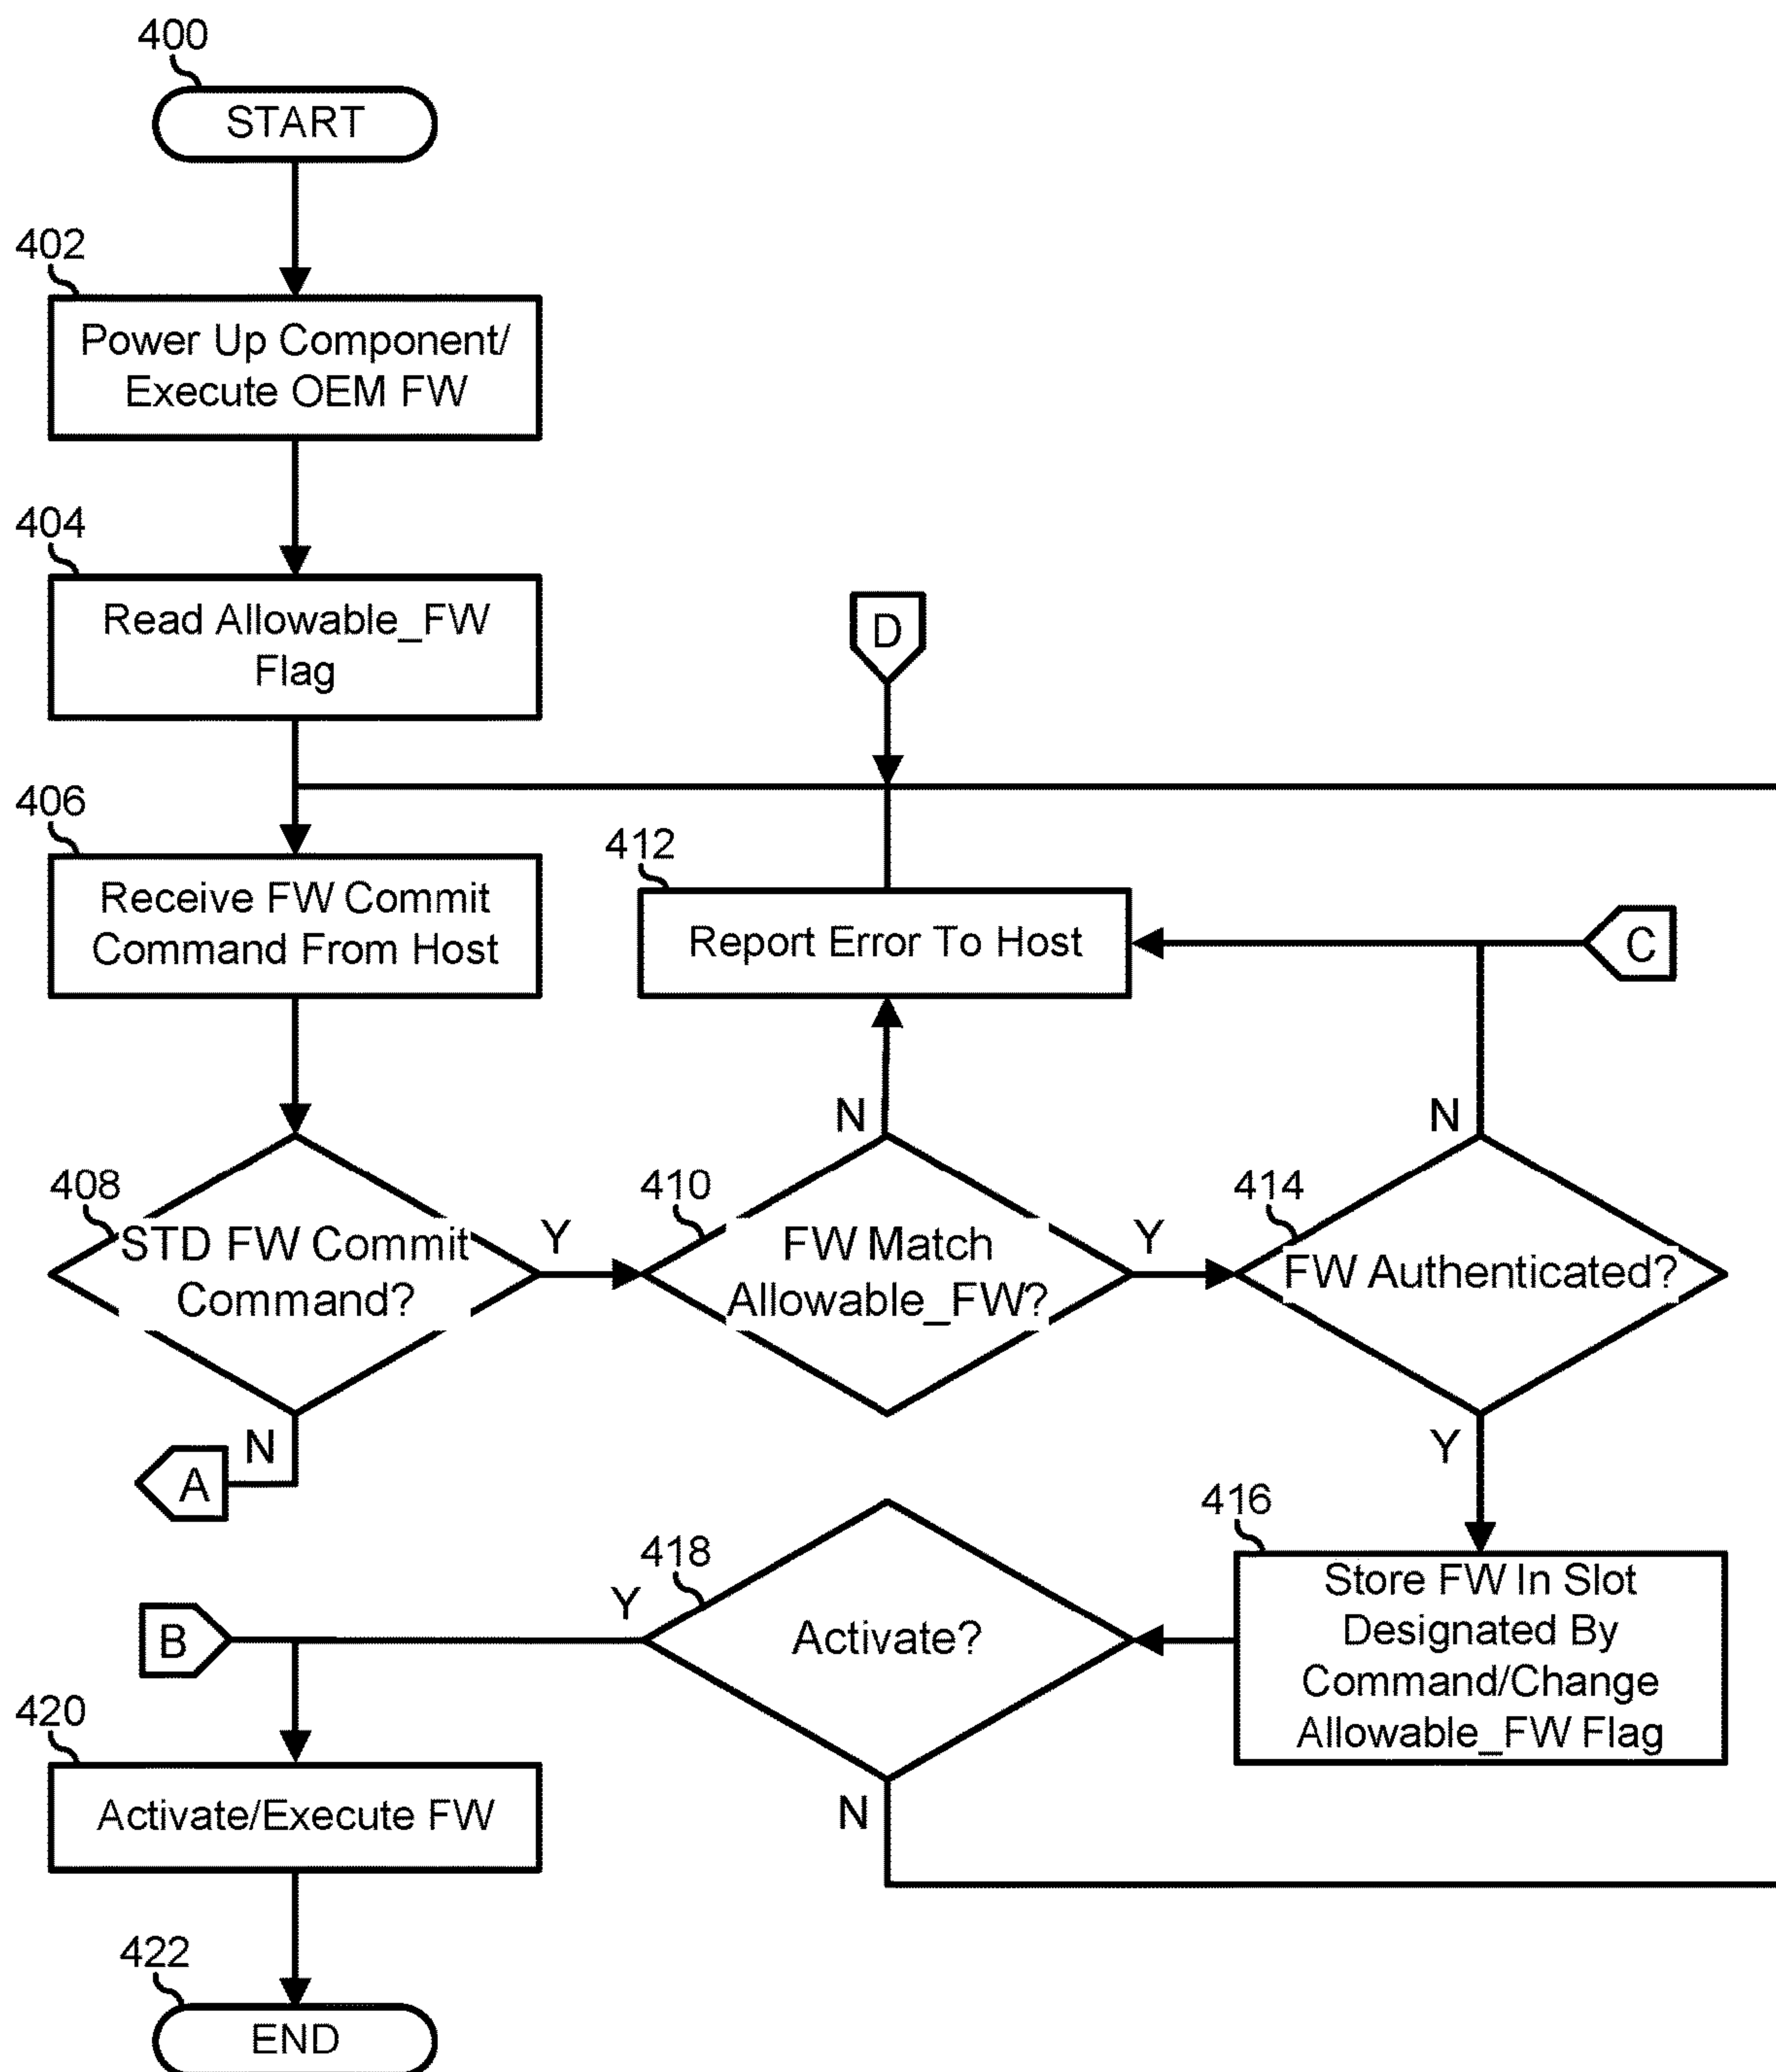 400
START
402
Power Up Component/
Execute OEM FW
404
Read Allowable_FW
Flag
D
406
Receive FW Commit
Command From Host
412
Report Error To Host
C
408
STD FW Commit
Command?
Y
N
A
410
FW Match
Allowable_FW?
N
Y
414
FW Authenticated?
N
Y
416
Store FW In Slot
Designated By
Command/Change
Allowable_FW Flag
418
Activate?
Y
N
B
420
Activate/Execute FW
422
END